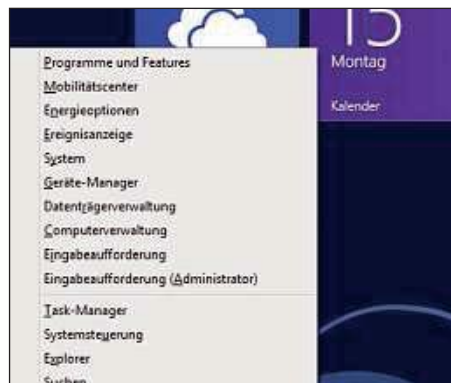 15
Montag
Kalender
Programme und Features
Mobilitätscenter
Energieoptionen
Ereignisanzeige
System
Geräte-Manager
Datenträgerverwaltung
Computerverwaltung
Eingabeaufforderung
Eingabeaufforderung (Administrator)
Task-Manager
Systemsteuerung
Explorer
Suchen